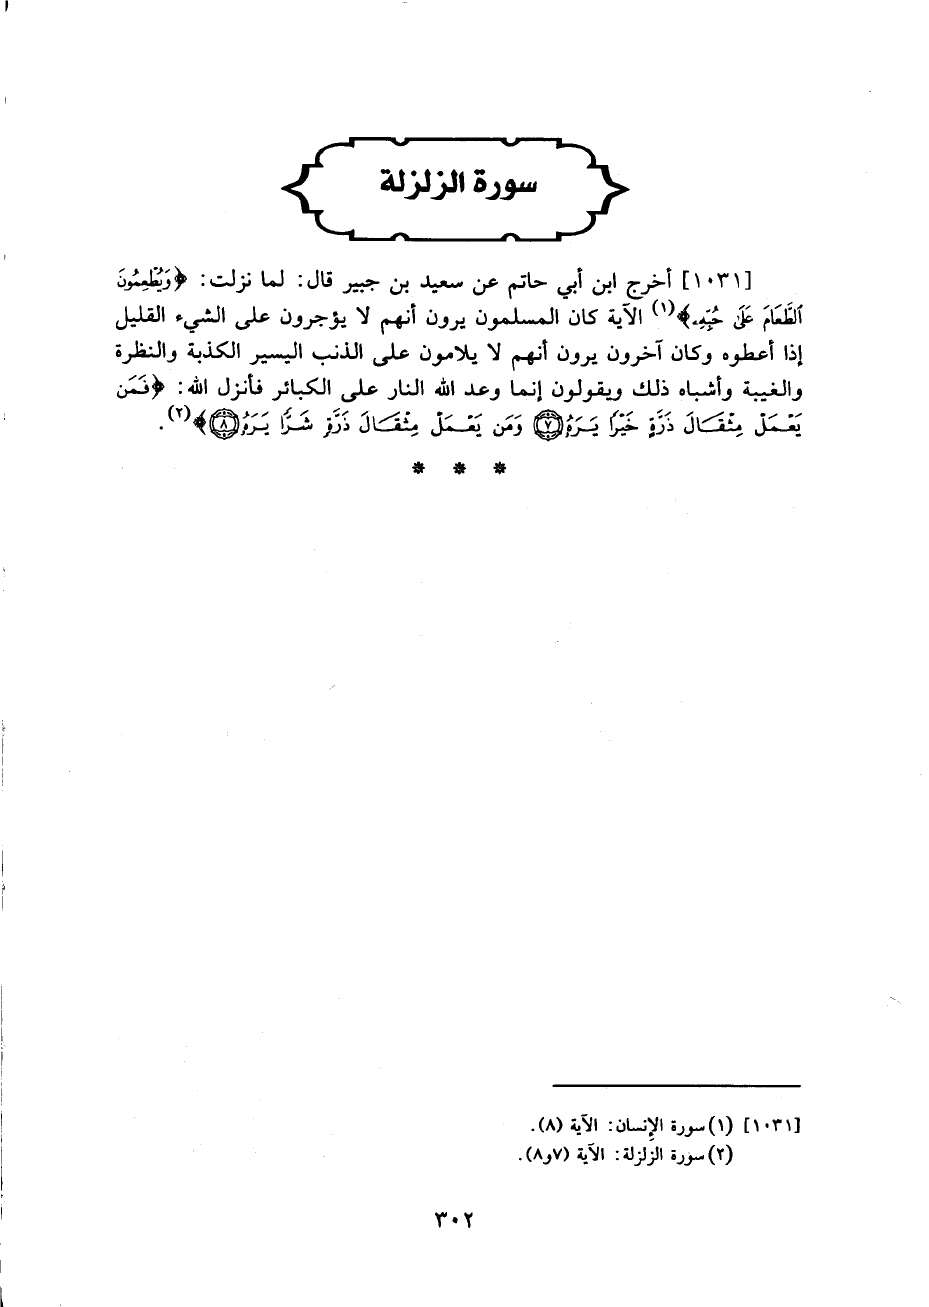 سورة الزلزلة
[١٠٣١] أخرج ابن أبي حاتم عن سعيد بن جبير قال: لما نزلت: ﴿وَيُطْعِمُونَ
ٱلطَّعَامَ عَلَىٰ حُبِّهِۦ﴾(١) الآية كان المسلمون يرون أنهم لا يؤجرون على الشيء القليل
إذا أعطوه وكان آخرون يرون أنهم لا يلامون على الذنب اليسير الكذبة والنظرة
والغيبة وأشباه ذلك ويقولون إنما وعد الله النار على الكبائر فأنزل الله: ﴿فَمَن
يَعْمَلْ مِثْقَالَ ذَرَّةٍ خَيْرًا يَرَهُۥ ٧ وَمَن يَعْمَلْ مِثْقَالَ ذَرَّةٍ شَرًّا يَرَهُۥ ٨﴾(٢).
* * *
[١٠٣١] (١) سورة الإنسان: الآية (٨).
(٢) سورة الزلزلة: الآية (٧و٨).
٣٠٢